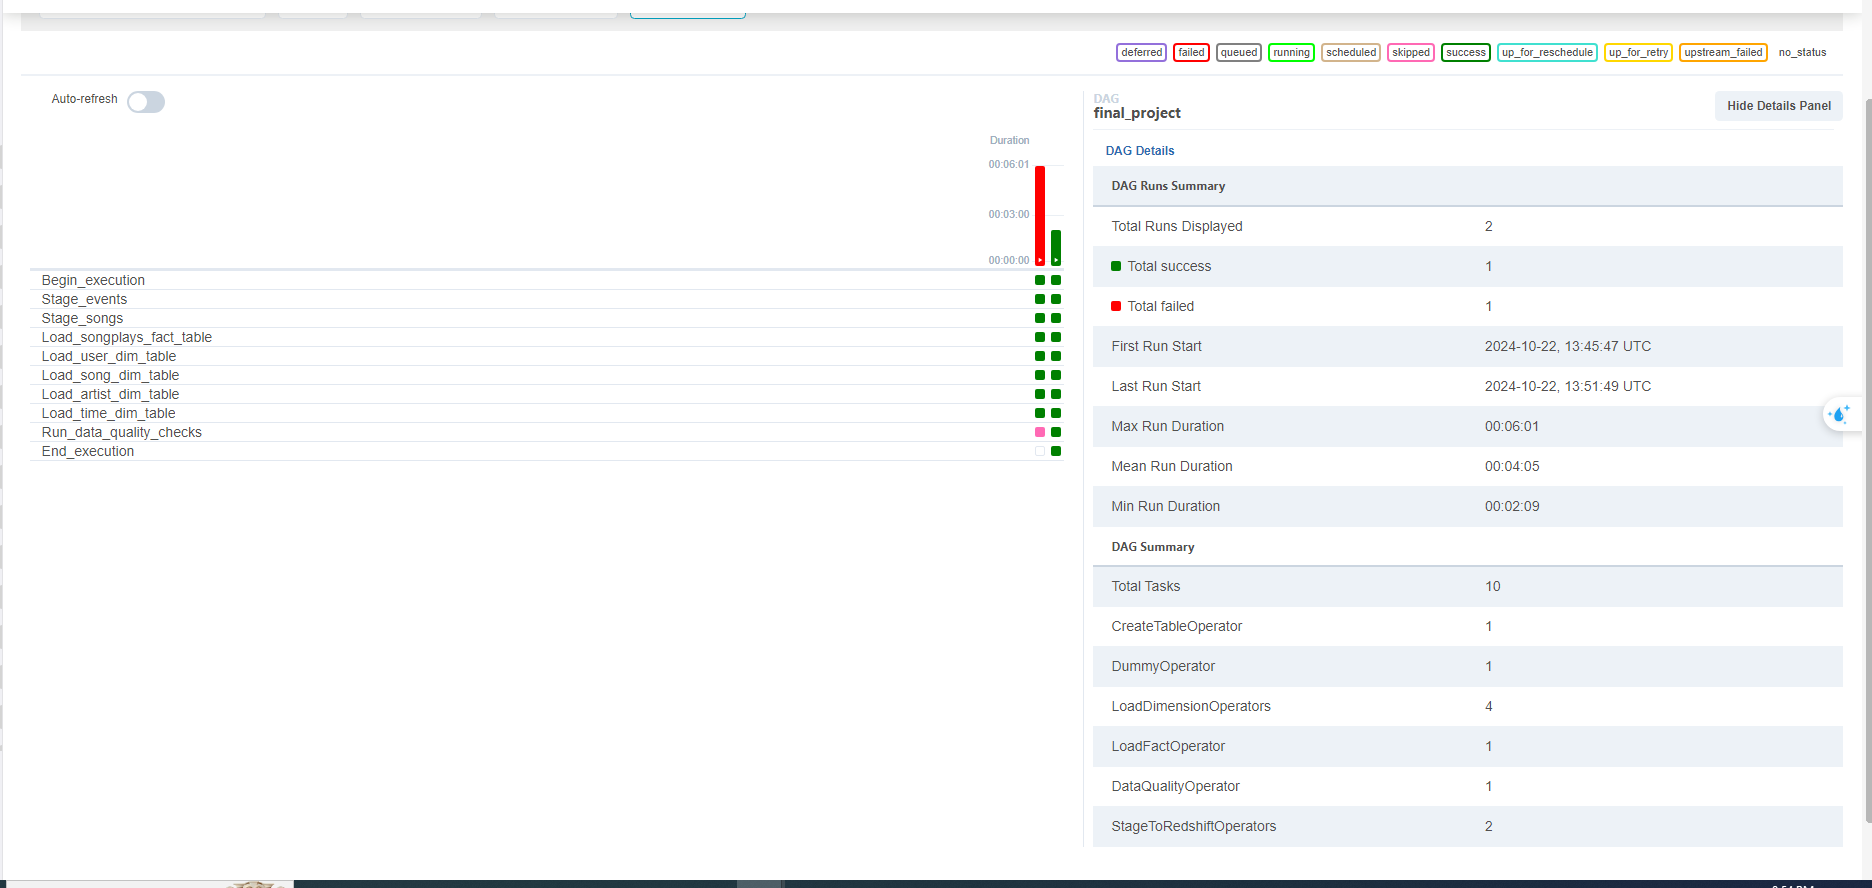 deferred failed queued running scheduled skipped success up_for_reschedule up_for_retry upstream_failed no_status
Auto-refresh
Duration
00:06:01
00:03:00
00:00:00
Begin_execution
Stage_events
Stage_songs
Load_songplays_fact_table
Load_user_dim_table
Load_song_dim_table
Load_artist_dim_table
Load_time_dim_table
Run_data_quality_checks
End_execution
DAG
final_project
Hide Details Panel
DAG Details
DAG Runs Summary
Total Runs Displayed 2
Total success 1
Total failed 1
First Run Start 2024-10-22, 13:45:47 UTC
Last Run Start 2024-10-22, 13:51:49 UTC
Max Run Duration 00:06:01
Mean Run Duration 00:04:05
Min Run Duration 00:02:09
DAG Summary
Total Tasks 10
CreateTableOperator 1
DummyOperator 1
LoadDimensionOperators 4
LoadFactOperator 1
DataQualityOperator 1
StageToRedshiftOperators 2